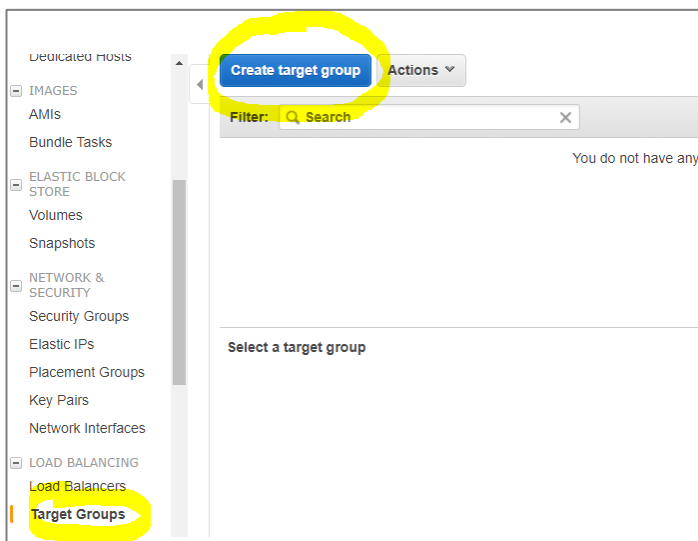 Dedicated Hosts
IMAGES
AMIs
Bundle Tasks
ELASTIC BLOCK
STORE
Volumes
Snapshots
NETWORK &
SECURITY
Security Groups
Elastic IPs
Placement Groups
Key Pairs
Network Interfaces
LOAD BALANCING
Load Balancers
Target Groups
Create target group
Actions
Filter: Search
You do not have any
Select a target group